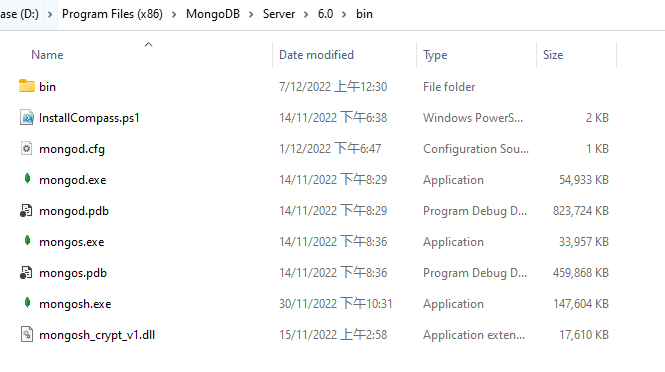 ase (D:) > Program Files (x86) > MongoDB > Server > 6.0 > bin
Name Date modified Type Size
bin 7/12/2022 上午12:30 File folder
InstallCompass.ps1 14/11/2022 下午6:38 Windows PowerS... 2 KB
mongod.cfg 1/12/2022 下午6:47 Configuration Sou... 1 KB
mongod.exe 14/11/2022 下午8:29 Application 54,933 KB
mongod.pdb 14/11/2022 下午8:29 Program Debug D... 823,724 KB
mongos.exe 14/11/2022 下午8:36 Application 33,957 KB
mongos.pdb 14/11/2022 下午8:36 Program Debug D... 459,868 KB
mongosh.exe 30/11/2022 下午10:31 Application 147,604 KB
mongosh_crypt_v1.dll 15/11/2022 上午2:58 Application exten... 17,610 KB